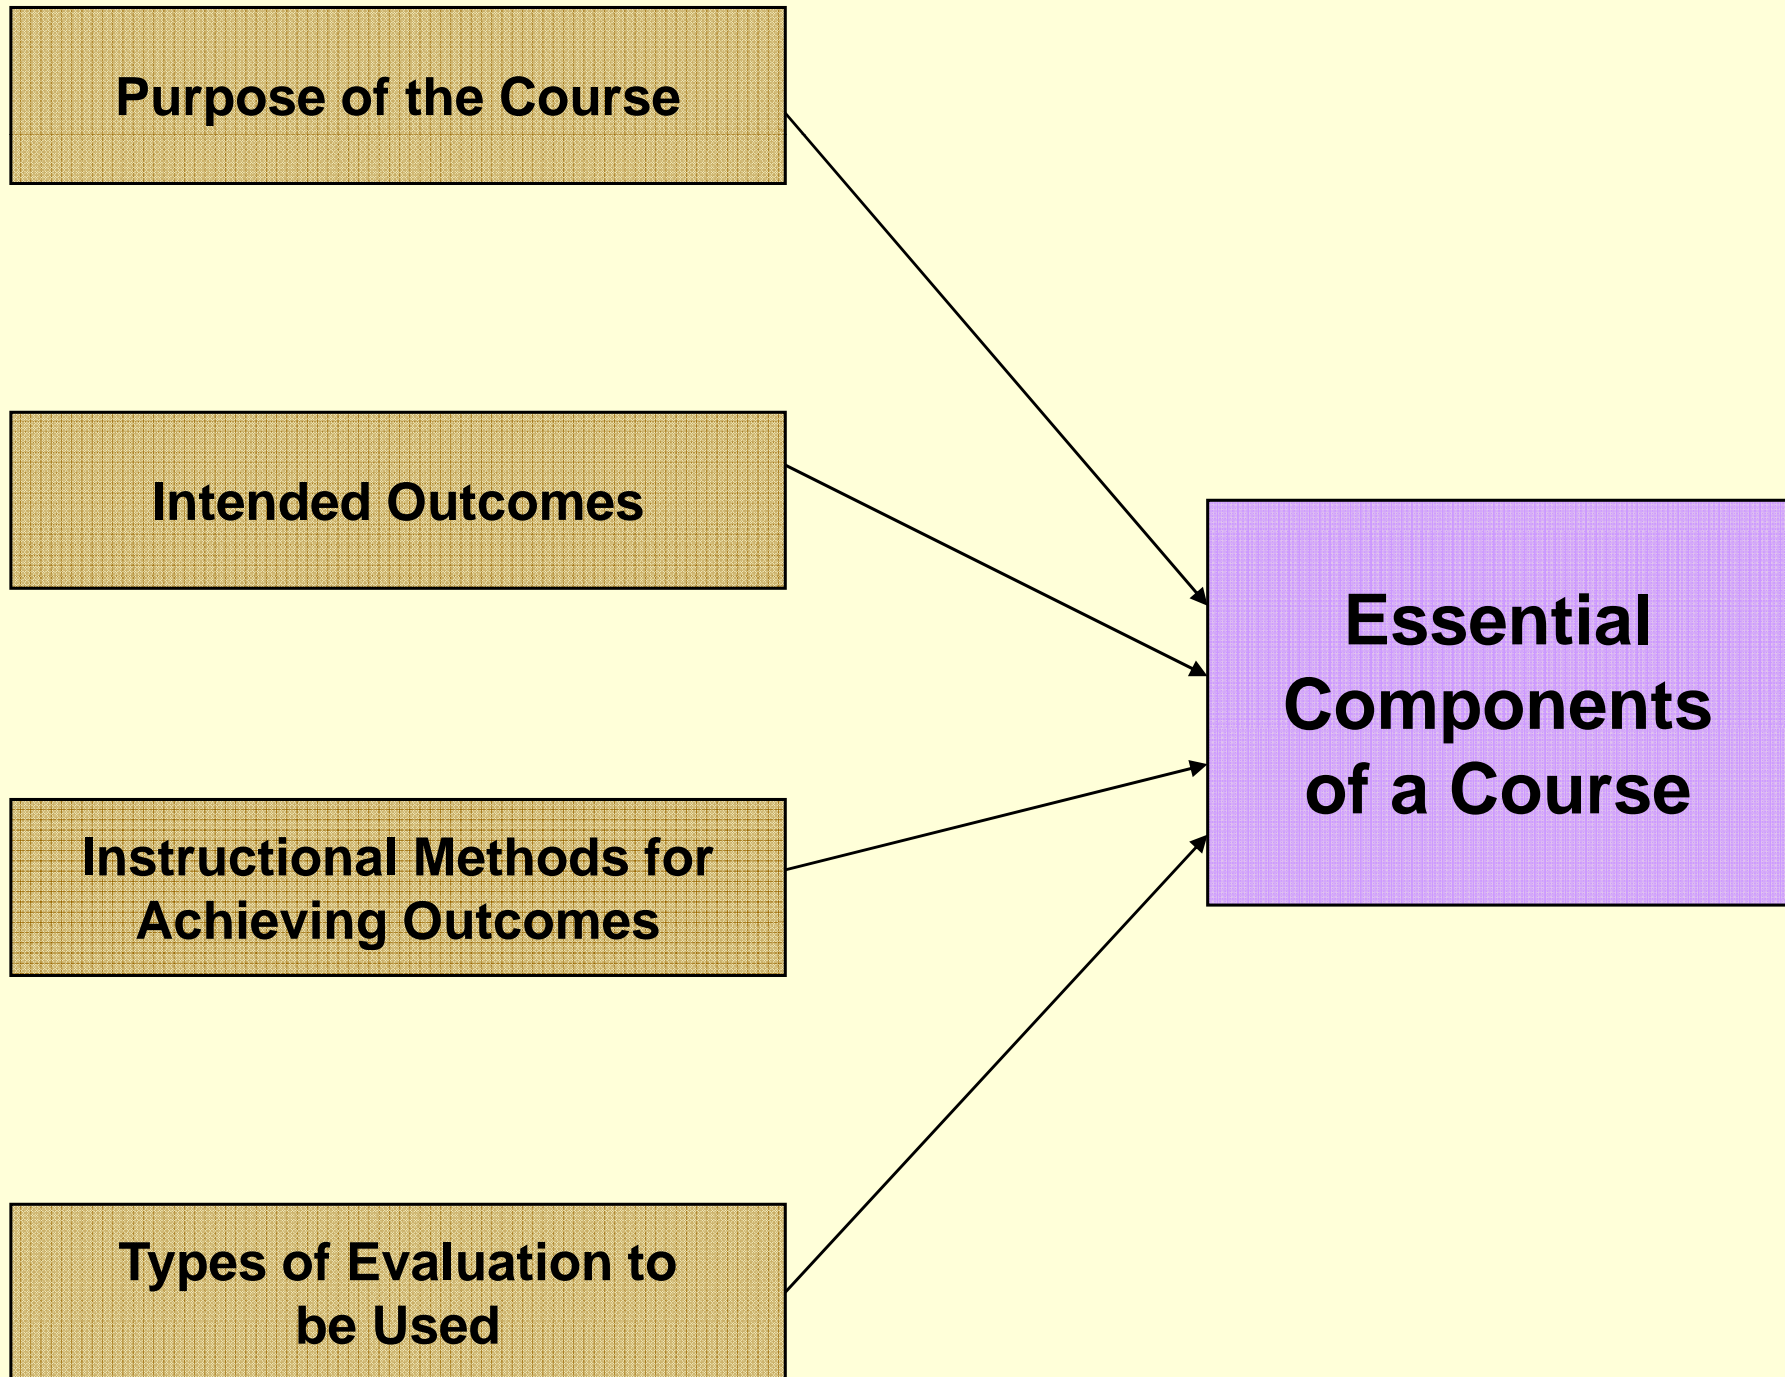 Purpose of the Course
Intended Outcomes
Instructional Methods for
Achieving Outcomes
Types of Evaluation to
be Used
Essential
Components
of a Course